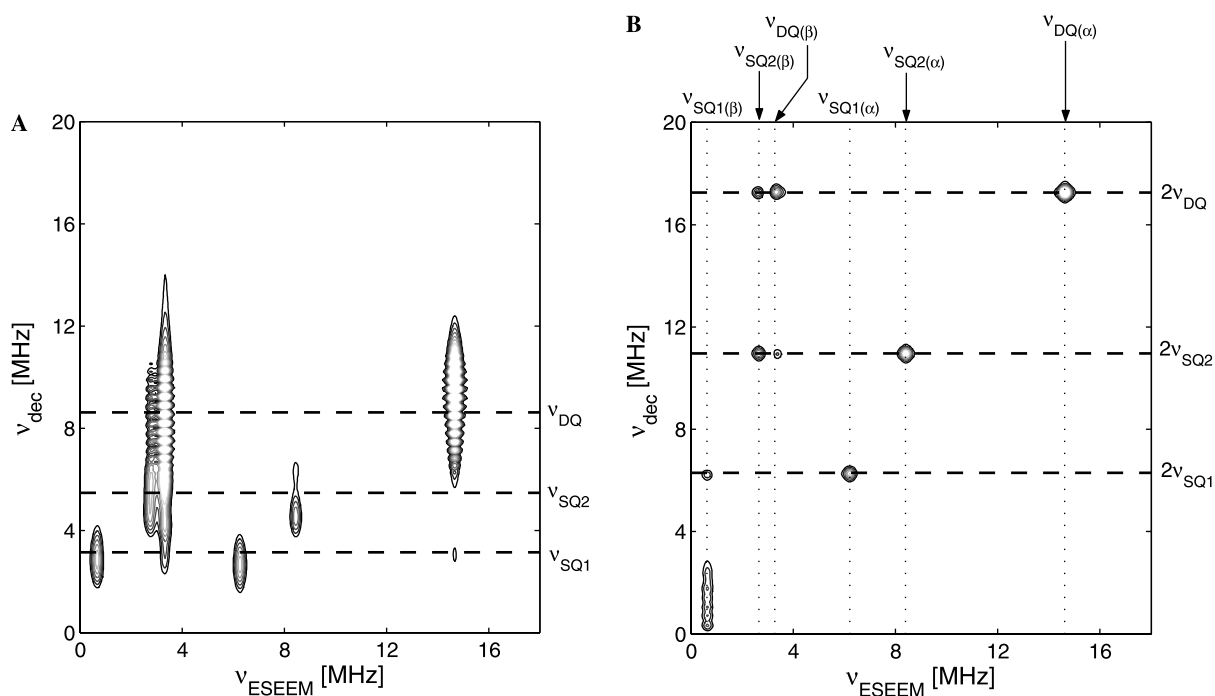 A
20
16
12
8
4
0
0
4
8
12
16
ν_dec [MHz]
ν_ESEEM [MHz]
ν_DQ
ν_SQ2
ν_SQ1
B
ν_DQ(β)
ν_DQ(α)
ν_SQ2(β)
ν_SQ2(α)
ν_SQ1(β)
ν_SQ1(α)
20
16
12
8
4
0
0
4
8
12
16
ν_dec [MHz]
ν_ESEEM [MHz]
2ν_DQ
2ν_SQ2
2ν_SQ1